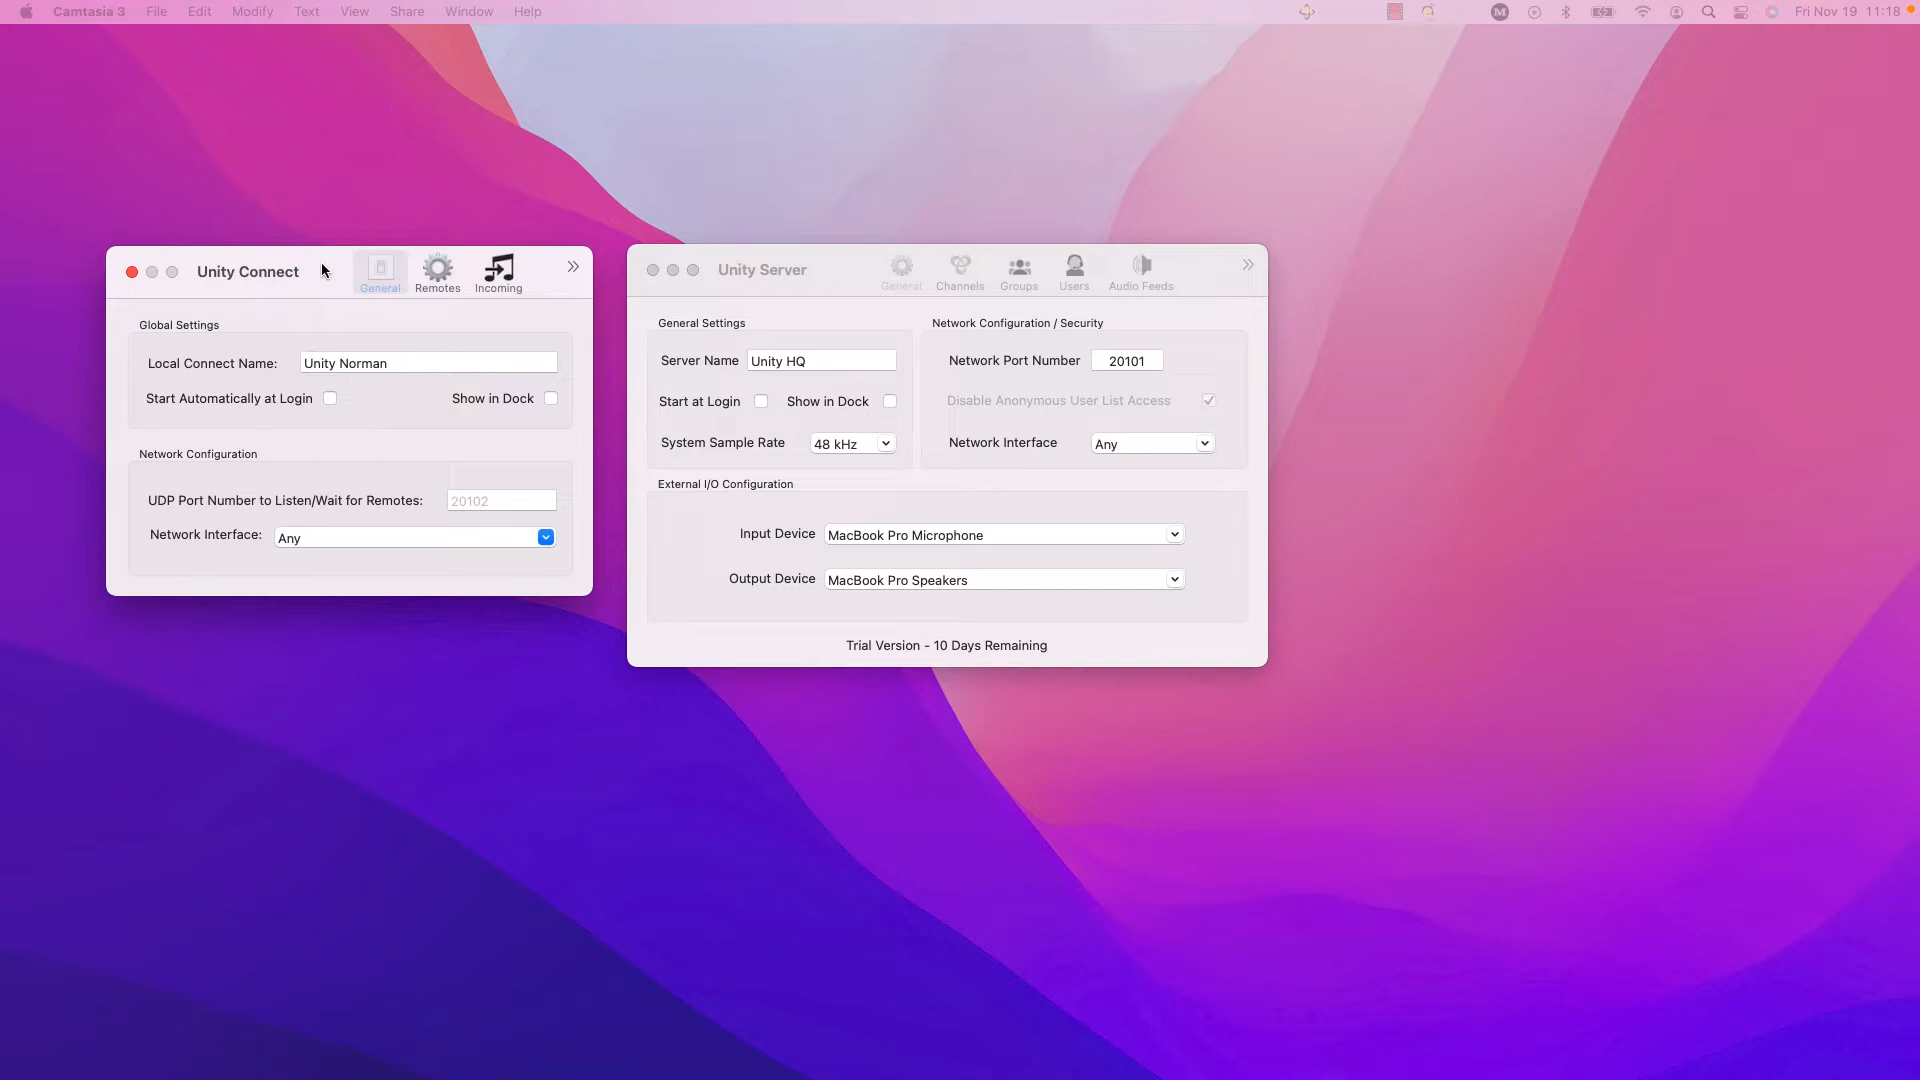 Camtasia 3 File Edit Modify Text View Share Window Help
Fri Nov 19 11:18
Unity Connect
General Remotes Incoming
Global Settings
Local Connect Name: Unity Norman
Start Automatically at Login Show in Dock
Network Configuration
UDP Port Number to Listen/Wait for Remotes: 20102
Network Interface: Any
Unity Server
General Channels Groups Users Audio Feeds
General Settings
Server Name Unity HQ
Start at Login Show in Dock
System Sample Rate 48 kHz
Network Configuration / Security
Network Port Number 20101
Disable Anonymous User List Access
Network Interface Any
External I/O Configuration
Input Device MacBook Pro Microphone
Output Device MacBook Pro Speakers
Trial Version - 10 Days Remaining